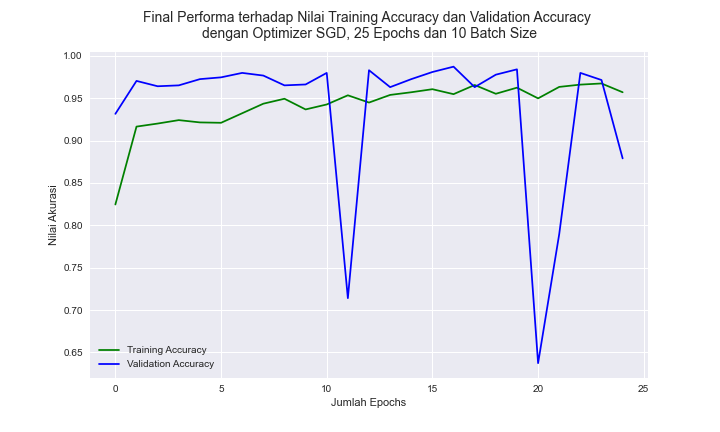 Final Performa terhadap Nilai Training Accuracy dan Validation Accuracy
dengan Optimizer SGD, 25 Epochs dan 10 Batch Size
1.00
0.95
0.90
0.85
0.80
0.75
0.70
0.65
Nilai Akurasi
Training Accuracy
Validation Accuracy
0
5
10
15
20
25
Jumlah Epochs